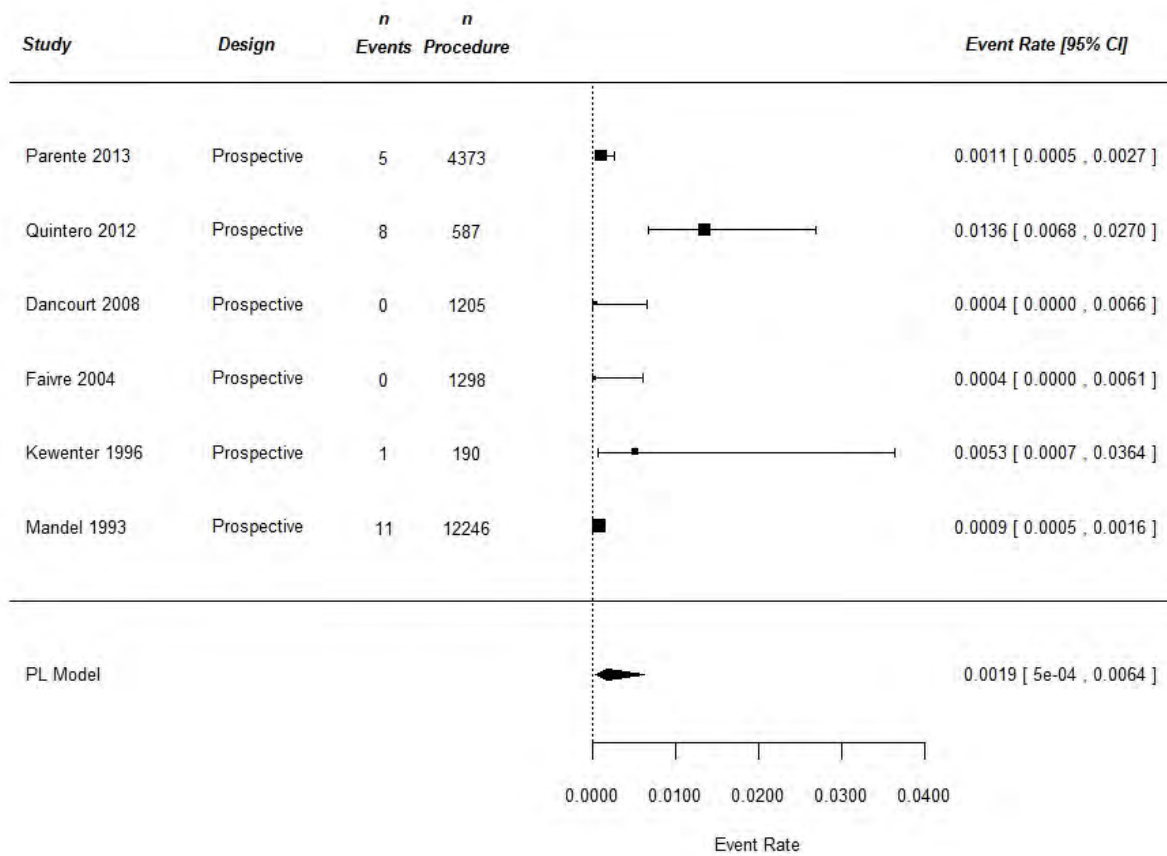 n n
Study Design Events Procedure Event Rate [95% CI]
Parente 2013 Prospective 5 4373 0.0011 [ 0.0005 , 0.0027 ]
Quintero 2012 Prospective 8 587 0.0136 [ 0.0068 , 0.0270 ]
Dancourt 2008 Prospective 0 1205 0.0004 [ 0.0000 , 0.0066 ]
Faivre 2004 Prospective 0 1298 0.0004 [ 0.0000 , 0.0061 ]
Kewenter 1996 Prospective 1 190 0.0053 [ 0.0007 , 0.0364 ]
Mandel 1993 Prospective 11 12246 0.0009 [ 0.0005 , 0.0016 ]
PL Model 0.0019 [ 5e-04 , 0.0064 ]
0.0000 0.0100 0.0200 0.0300 0.0400
Event Rate